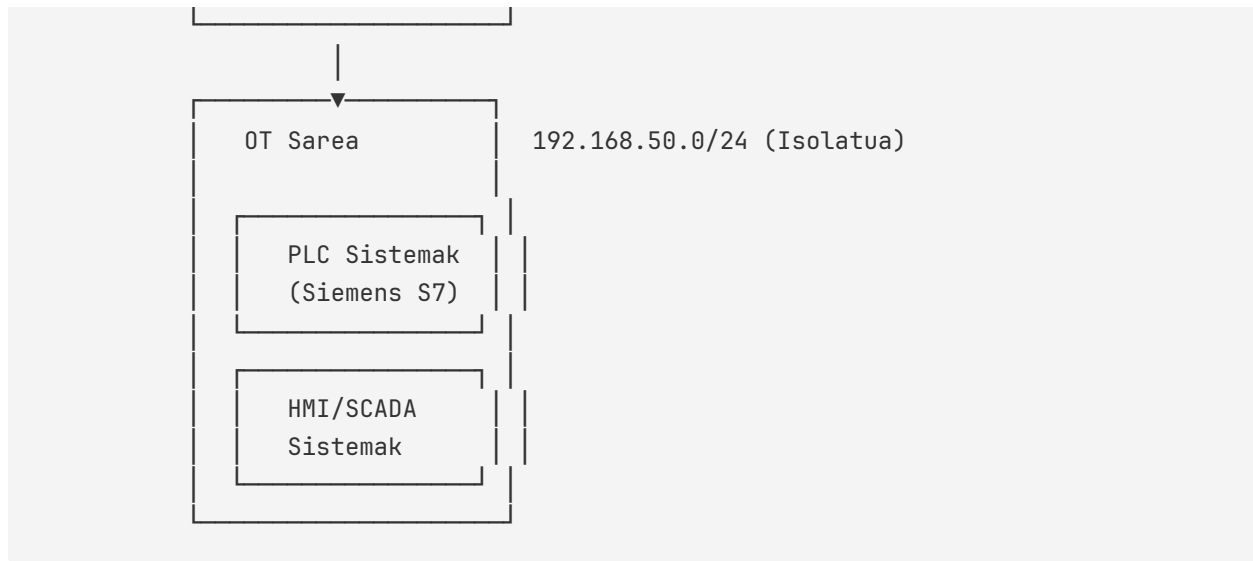 OT Sarea 192.168.50.0/24 (Isolatua)
PLC Sistemak
(Siemens S7)
HMI/SCADA
Sistemak